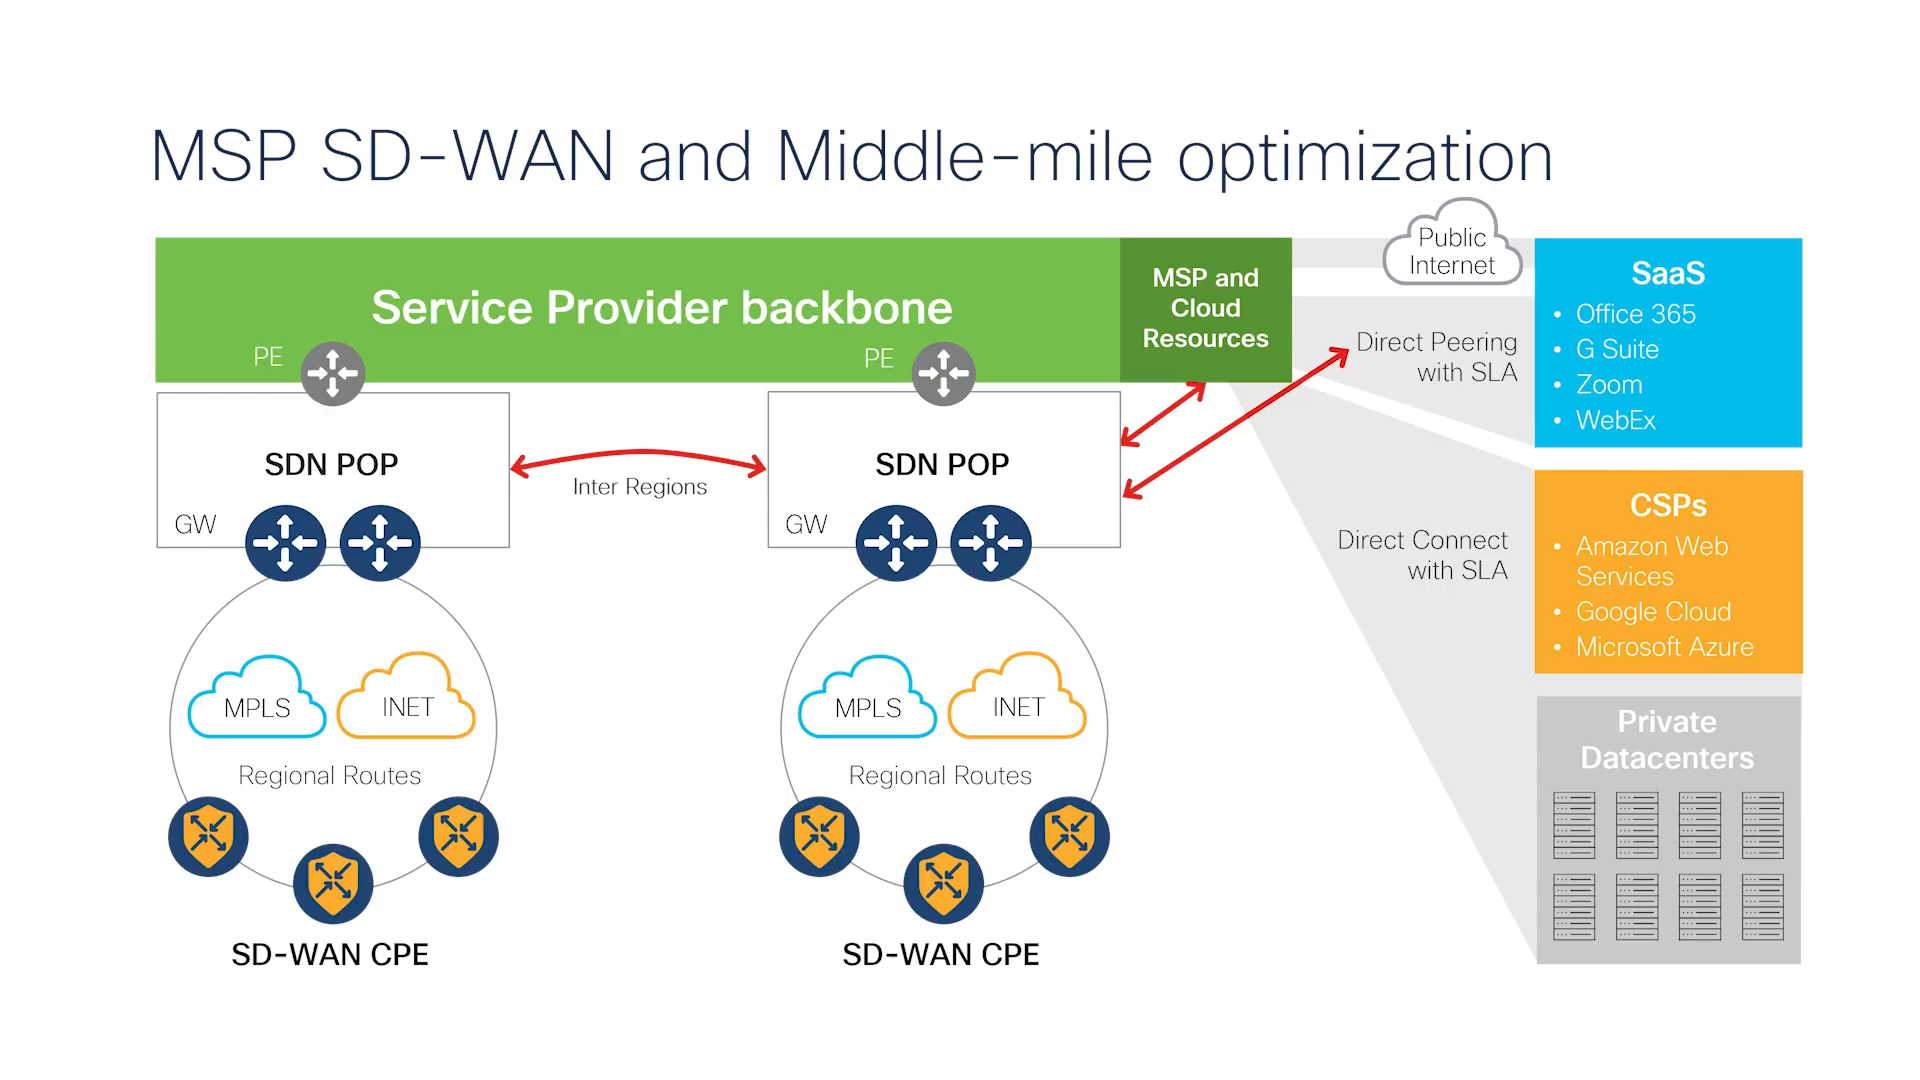 MSP SD-WAN and Middle-mile optimization
Service Provider backbone
PE
PE
MSP and
Cloud
Resources
Public
Internet
Direct Peering
with SLA
SaaS
• Office 365
• G Suite
• Zoom
• WebEx
SDN POP
GW
Inter Regions
SDN POP
GW
Direct Connect
with SLA
CSPs
• Amazon Web
Services
• Google Cloud
• Microsoft Azure
MPLS
INET
Regional Routes
SD-WAN CPE
MPLS
INET
Regional Routes
SD-WAN CPE
Private
Datacenters